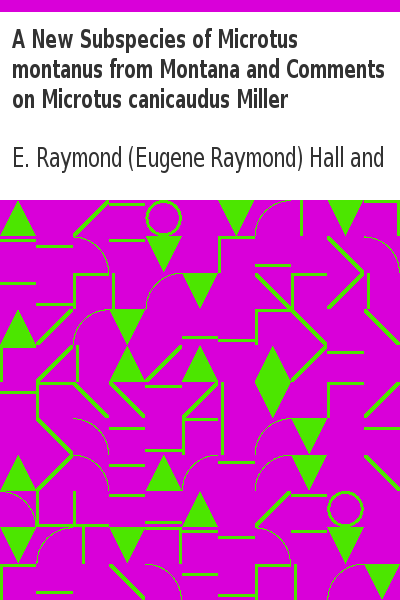 A New Subspecies of Microtus
montanus from Montana and Comments
on Microtus canicaudus Miller
E. Raymond (Eugene Raymond) Hall and